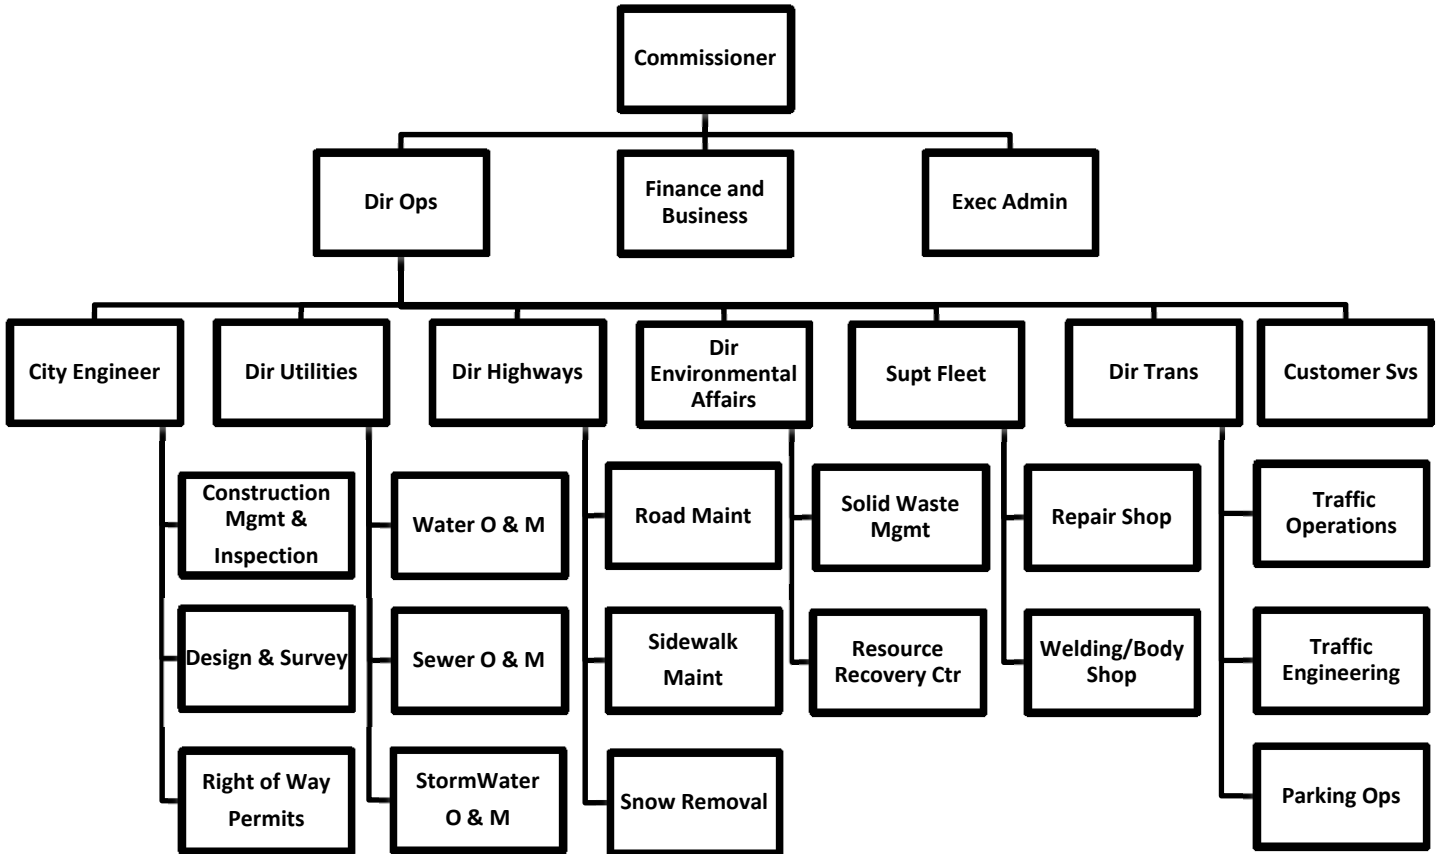 Commissioner
Dir Ops
Finance and
Business
Exec Admin
City Engineer
Dir Utilities
Dir Highways
Dir
Environmental
Affairs
Supt Fleet
Dir Trans
Customer Svs
Construction
Mgmt &
Inspection
Water O & M
Road Maint
Solid Waste
Mgmt
Repair Shop
Traffic
Operations
Design & Survey
Sewer O & M
Sidewalk
Maint
Resource
Recovery Ctr
Welding/Body
Shop
Traffic
Engineering
Right of Way
Permits
StormWater
O & M
Snow Removal
Parking Ops